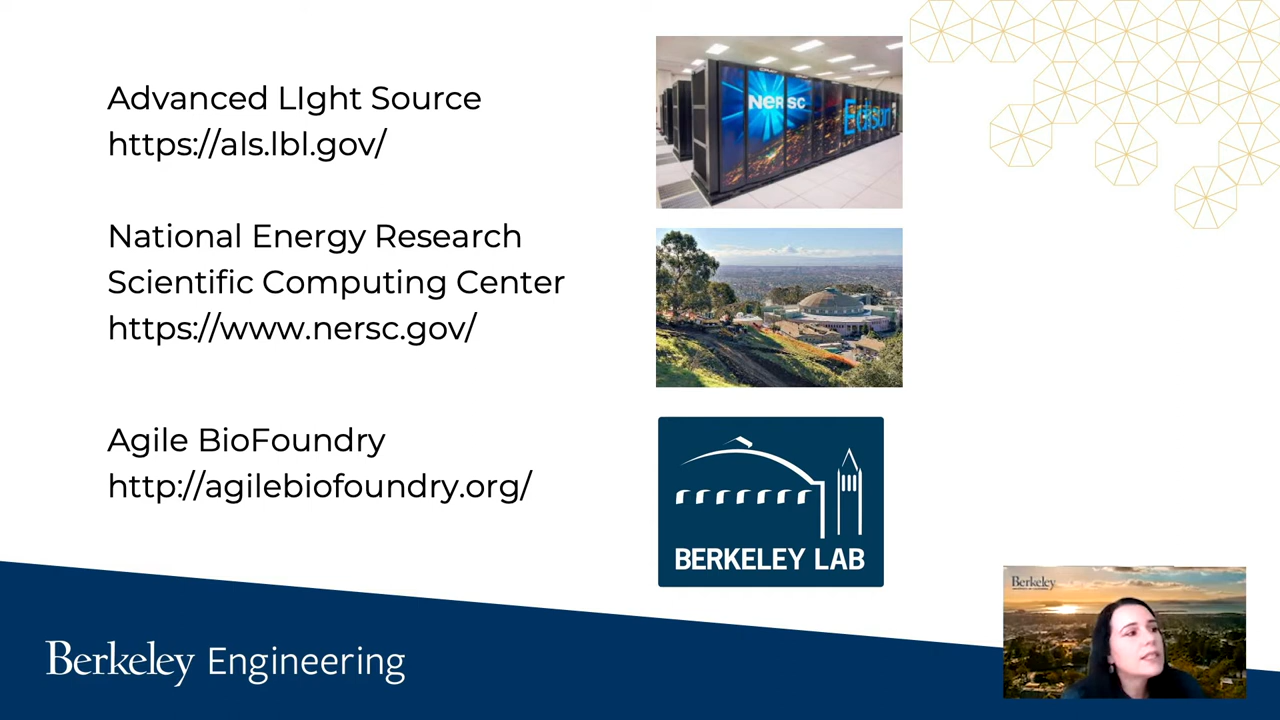 Advanced LIght Source
https://als.lbl.gov/
National Energy Research
Scientific Computing Center
https://www.nersc.gov/
Agile BioFoundry
http://agilebiofoundry.org/
NERSC
Edison
BERKELEY LAB
Berkeley Engineering
Berkeley